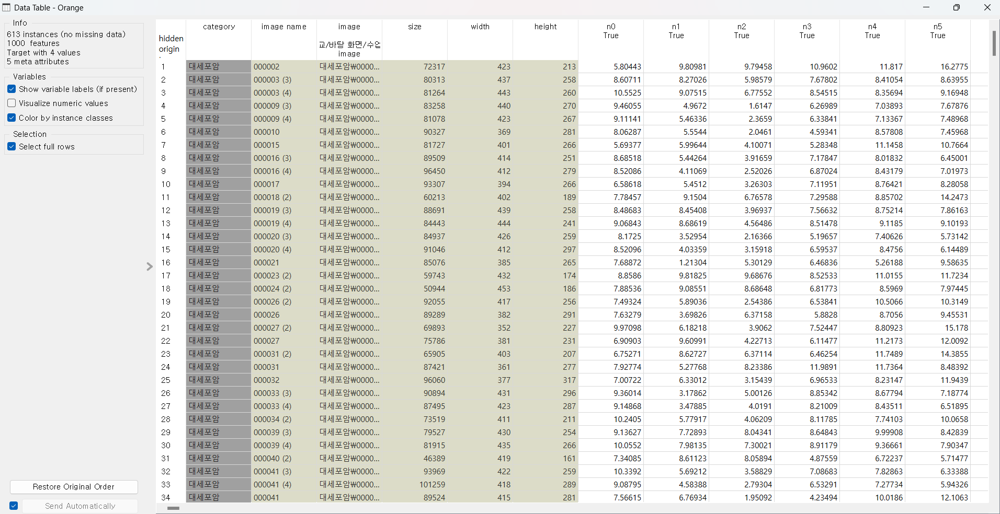 Data Table - Orange
Info
613 instances (no missing data)
1000 features
Target with 4 values
5 meta attributes
Variables
Show variable labels (if present)
Visualize numeric values
Color by instance classes
Selection
Select full rows
Restore Original Order
Send Automatically
category image name image size width height n0 n1 n2 n3 n4 n5
True True True True True True
hidden
origin
교/바탕 화면/수업
image
1 대세포암 000002 대세포암₩0000... 72317 423 213 5.80443 9.80981 9.79458 10.9602 11.817 16.2775
2 대세포암 000003 (3) 대세포암₩0000... 80313 437 258 8.60711 8.27026 5.98579 7.67802 8.41054 8.63955
3 대세포암 000003 (4) 대세포암₩0000... 81264 443 260 10.5525 9.07515 6.77552 8.54515 8.35694 9.16948
4 대세포암 000009 (3) 대세포암₩0000... 83258 440 270 9.46055 4.9672 1.6147 6.26989 7.03893 7.67876
5 대세포암 000009 (4) 대세포암₩0000... 81078 423 267 9.11141 5.46336 2.3659 6.33841 7.13367 7.48968
6 대세포암 000010 대세포암₩0000... 90327 369 281 8.06287 5.5544 2.0461 4.59341 8.57808 7.45968
7 대세포암 000015 대세포암₩0000... 81727 401 266 5.69377 5.99644 4.10071 5.28348 11.1458 10.7664
8 대세포암 000016 (3) 대세포암₩0000... 89509 414 251 8.68518 5.44264 3.91659 7.17847 8.01832 6.45001
9 대세포암 000016 (4) 대세포암₩0000... 96450 412 279 8.52086 4.11069 2.52026 6.87024 8.43179 7.01973
10 대세포암 000017 대세포암₩0000... 93307 394 266 6.58618 5.4512 3.26303 7.11951 8.76421 8.28058
11 대세포암 000018 (2) 대세포암₩0000... 60213 402 189 7.78457 9.1504 6.76578 7.29588 8.85702 14.2473
12 대세포암 000019 (3) 대세포암₩0000... 88691 439 258 8.48683 8.45408 3.96937 7.56632 8.75214 7.86163
13 대세포암 000019 (4) 대세포암₩0000... 84443 444 241 9.06843 8.68619 4.56486 8.51478 9.1185 9.10193
14 대세포암 000020 (3) 대세포암₩0000... 84937 426 259 8.1725 3.52954 2.16366 5.19657 7.40626 5.73142
15 대세포암 000020 (4) 대세포암₩0000... 91046 412 297 8.52096 4.03359 3.15918 6.59537 8.4756 6.14489
16 대세포암 000021 대세포암₩0000... 85076 385 265 7.68872 1.21304 5.30129 6.46836 5.26188 9.58635
17 대세포암 000023 (2) 대세포암₩0000... 59743 432 174 8.8586 9.81825 9.68676 8.52533 11.0155 11.7234
18 대세포암 000024 (2) 대세포암₩0000... 50944 453 186 7.88536 9.08551 8.68648 6.81773 8.5969 7.97445
19 대세포암 000026 (2) 대세포암₩0000... 92055 417 256 7.49324 5.89036 2.54386 6.53841 10.5066 10.3149
20 대세포암 000026 대세포암₩0000... 89289 382 291 7.63279 3.69826 6.37158 5.8828 8.7056 9.45531
21 대세포암 000027 (2) 대세포암₩0000... 69893 352 227 9.97098 6.18218 3.9062 7.52447 8.80923 15.178
22 대세포암 000027 대세포암₩0000... 75786 381 231 6.90903 9.60991 4.22713 6.11477 11.2173 12.0092
23 대세포암 000031 (2) 대세포암₩0000... 65905 403 207 6.75271 8.62727 6.37114 6.46254 11.7489 14.3855
24 대세포암 000031 대세포암₩0000... 87421 361 277 7.92774 5.27768 8.23386 11.9891 11.7364 8.48392
25 대세포암 000032 대세포암₩0000... 96060 377 317 7.00722 6.33012 3.15439 6.96533 8.23147 11.9439
26 대세포암 000033 (3) 대세포암₩0000... 90894 431 296 9.36014 3.17862 5.00126 8.85342 8.67794 7.18774
27 대세포암 000033 (4) 대세포암₩0000... 87495 423 287 9.14868 3.47885 4.0191 8.21009 8.43511 6.51895
28 대세포암 000034 (2) 대세포암₩0000... 73519 411 211 10.2405 5.77917 4.06209 8.11785 7.74103 10.0658
29 대세포암 000039 (3) 대세포암₩0000... 79527 430 254 9.13627 7.72893 8.04341 8.64843 9.99908 8.42839
30 대세포암 000039 (4) 대세포암₩0000... 81915 435 266 10.0552 7.98135 7.30021 8.91179 9.36661 7.90347
31 대세포암 000040 (2) 대세포암₩0000... 46389 419 161 7.34085 8.61123 8.05894 4.87559 6.72237 5.71477
32 대세포암 000041 (3) 대세포암₩0000... 93969 422 259 10.3392 5.69212 3.58829 7.08683 7.82863 6.33388
33 대세포암 000041 (4) 대세포암₩0000... 101259 418 289 9.08795 4.58388 2.79304 6.53291 7.27734 5.94326
34 대세포암 000041 대세포암₩0000... 89524 415 281 7.56615 6.76934 1.95092 4.23494 10.0186 12.1063